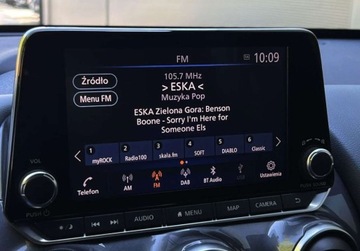 FM
10:09
Źródło
105.7 MHz
> ESKA <
Muzyka Pop
Menu FM
ESKA Zielona Gora: Benson
Boone - Sorry I'm Here for
Someone Els
1 2 3 4 5 6
myROCK Radio100 skala.fm SOFT DIABLO Classic
VOL
Telefon AM FM DAB BT Audio Ustawienia
PUSH
AUDIO MENU MAP CAMERA